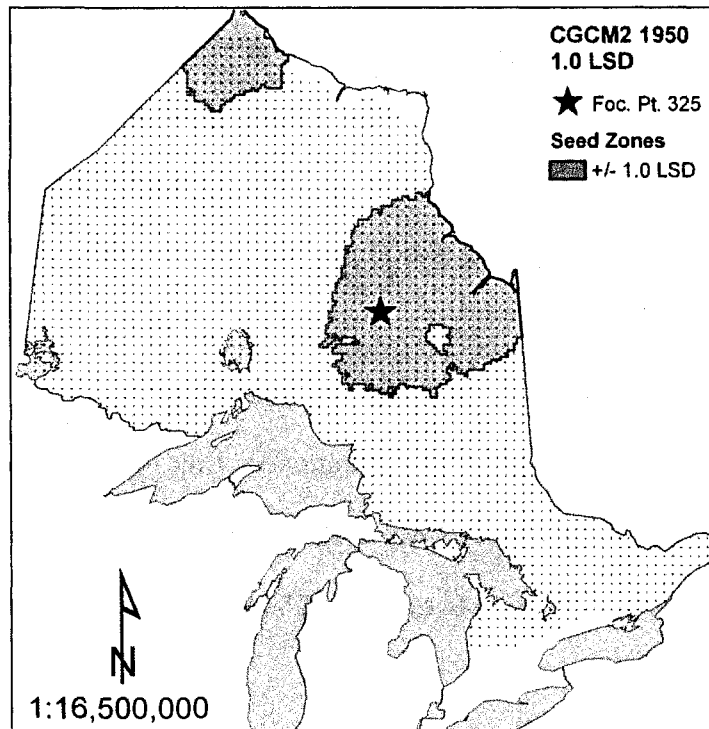 CGCM2 1950
1.0 LSD
Foc. Pt. 325
Seed Zones
+/- 1.0 LSD
N
1:16,500,000